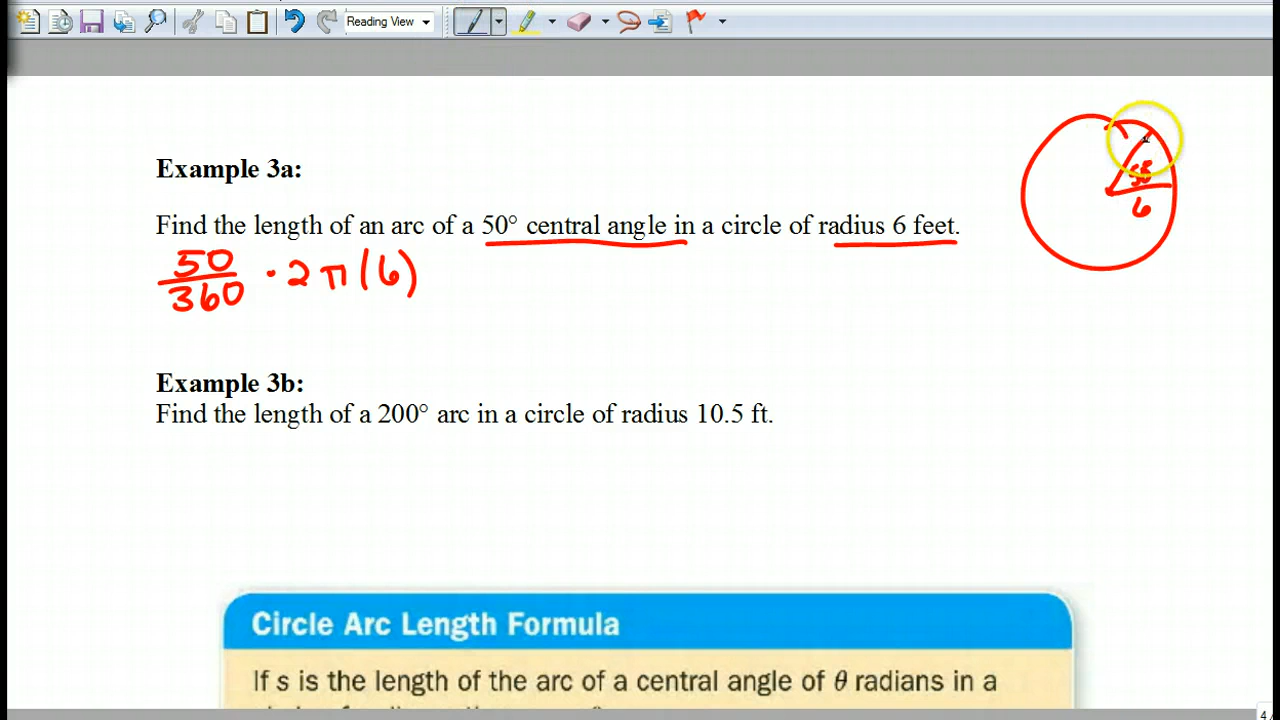 Reading View
Example 3a:
Find the length of an arc of a 50° central angle in a circle of radius 6 feet.
50
360 · 2π(6)
6
Example 3b:
Find the length of a 200° arc in a circle of radius 10.5 ft.
Circle Arc Length Formula
If s is the length of the arc of a central angle of θ radians in a
4